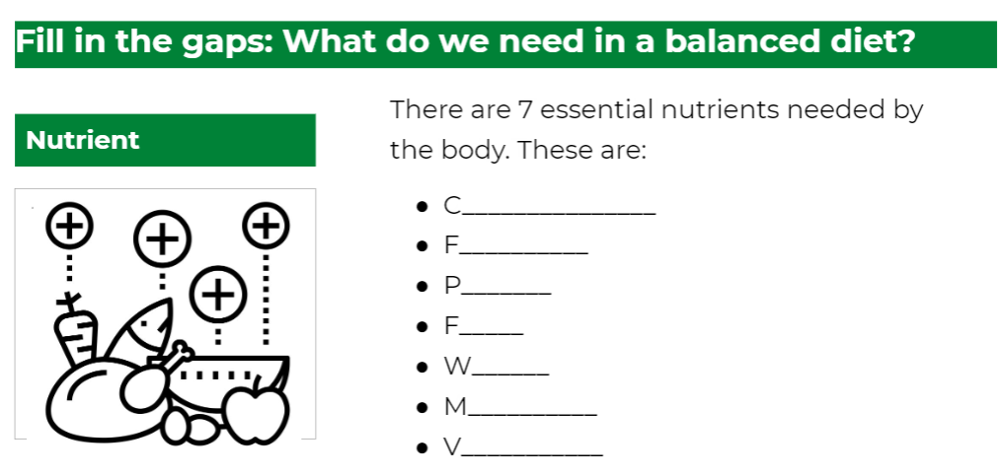 Fill in the gaps: What do we need in a balanced diet?
Nutrient
There are 7 essential nutrients needed by
the body. These are:
● C_______________
● F__________
● P_______
● F_____
● W______
● M__________
● V___________